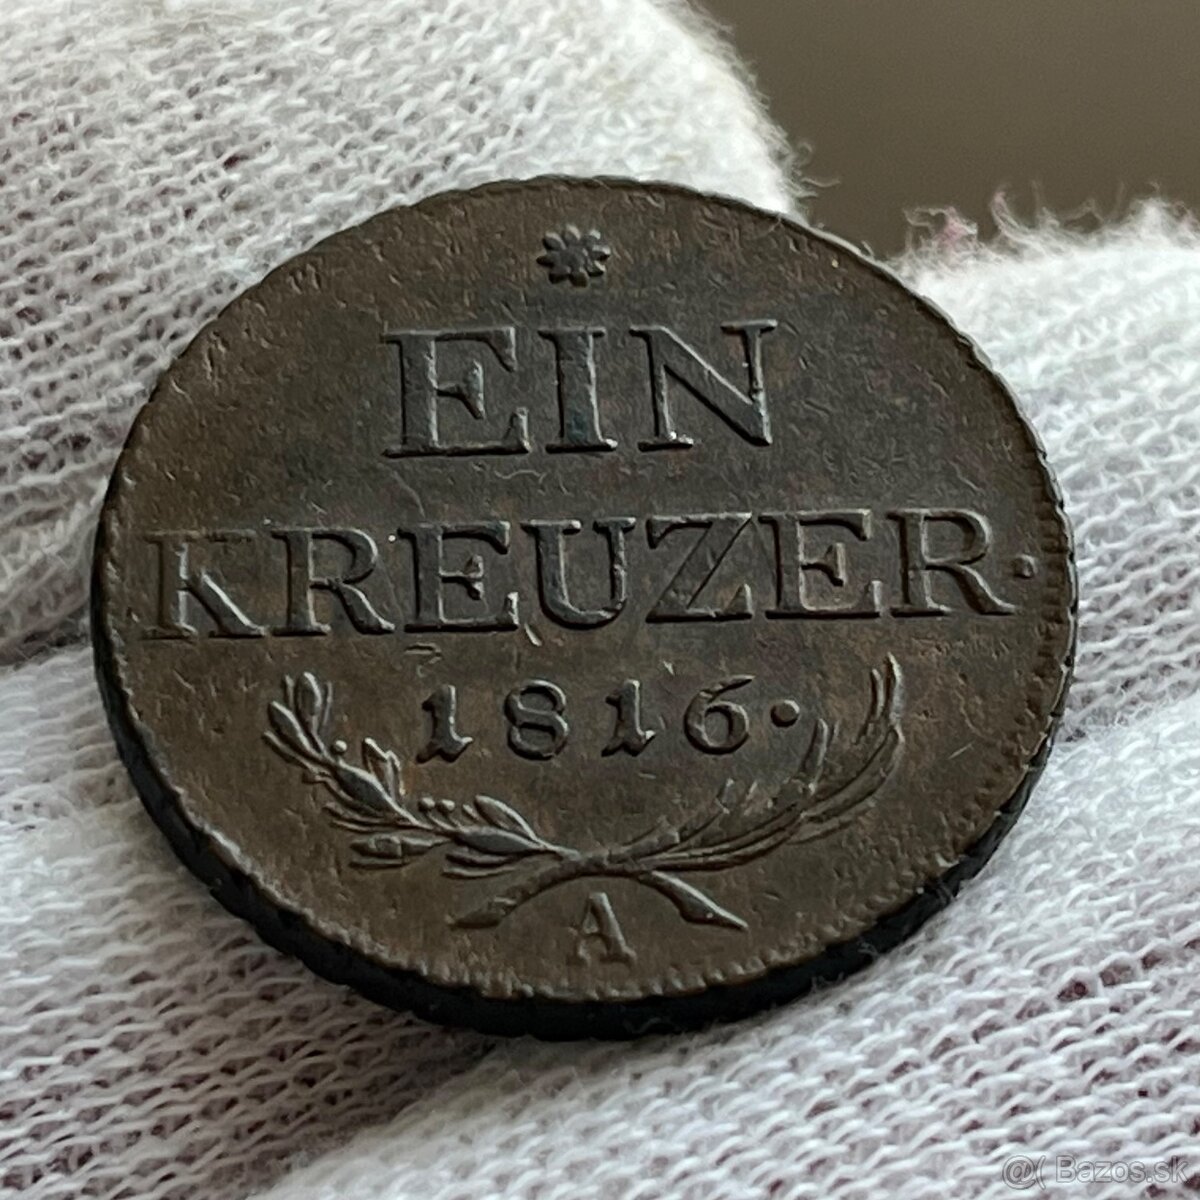 EIN
KREUZER.
1816.
A
@( Bazos.sk